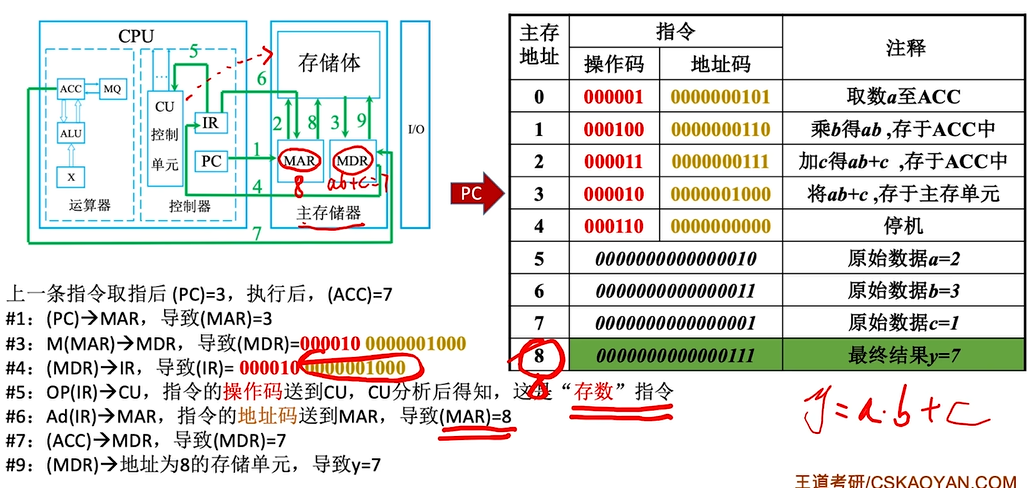 CPU
存储体
ACC
MQ
ALU
X
运算器
CU
控制
单元
IR
PC
控制器
MAR
MDR
8
ab+c=7
主存储器
I/O
5
6
2
8
3
9
1
4
7
PC
主存地址 指令 注释
操作码 地址码
0 000001 0000000101 取数a至ACC
1 000100 0000000110 乘b得ab ,存于ACC中
2 000011 0000000111 加c得ab+c ,存于ACC中
3 000010 0000001000 将ab+c ,存于主存单元
4 000110 0000000000 停机
5 0000000000000010 原始数据a=2
6 0000000000000011 原始数据b=3
7 0000000000000001 原始数据c=1
8 0000000000000111 最终结果y=7
8
上一条指令取指后 (PC)=3，执行后，(ACC)=7
#1：(PC)→MAR，导致(MAR)=3
#3：M(MAR)→MDR，导致(MDR)=000010 0000001000
#4：(MDR)→IR，导致(IR)= 000010 0000001000
#5：OP(IR)→CU，指令的操作码送到CU，CU分析后得知，这是“存数”指令
#6：Ad(IR)→MAR，指令的地址码送到MAR，导致(MAR)=8
#7：(ACC)→MDR，导致(MDR)=7
#9：(MDR)→地址为8的存储单元，导致y=7
y=a·b+c
王道考研/CSKAOYAN.COM